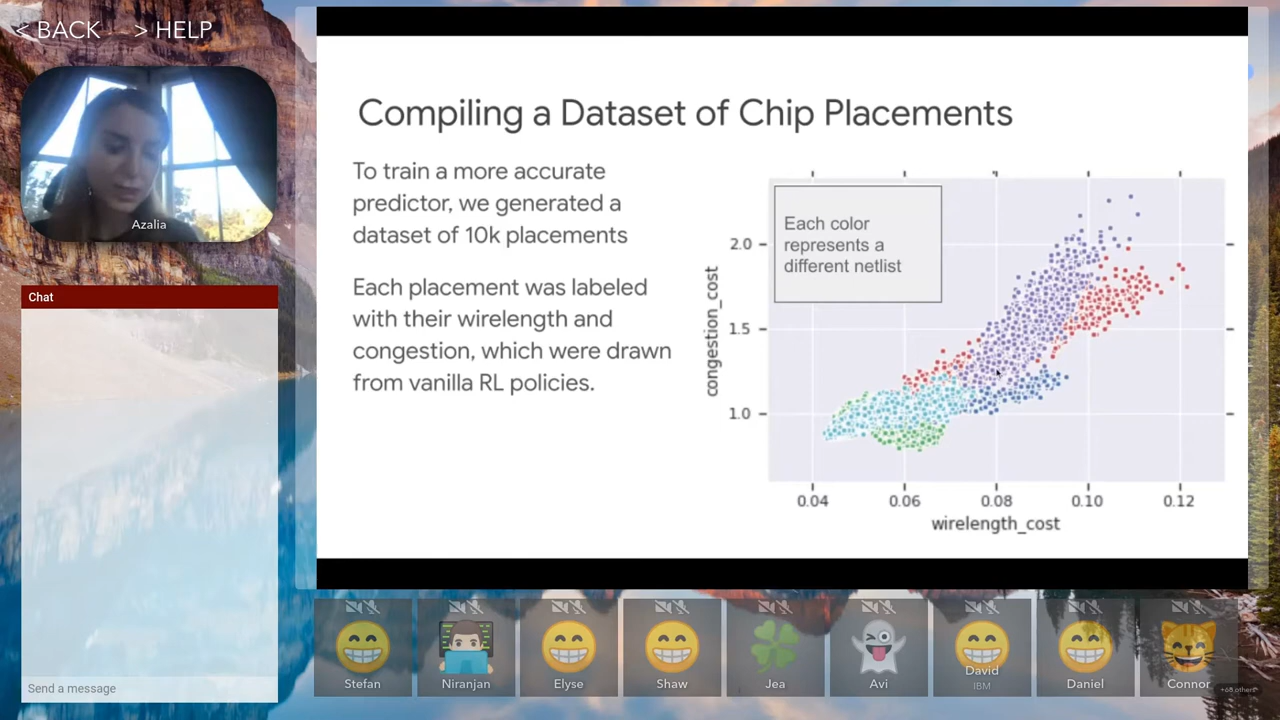 < BACK
> HELP
Azalia
Chat
Send a message
Compiling a Dataset of Chip Placements
To train a more accurate
predictor, we generated a
dataset of 10k placements
Each placement was labeled
with their wirelength and
congestion, which were drawn
from vanilla RL policies.
Each color
represents a
different netlist
congestion_cost
2.0
1.5
1.0
0.04 0.06 0.08 0.10 0.12
wirelength_cost
Stefan
Niranjan
Elyse
Shaw
Jea
Avi
David
IBM
Daniel
Connor
+68 others